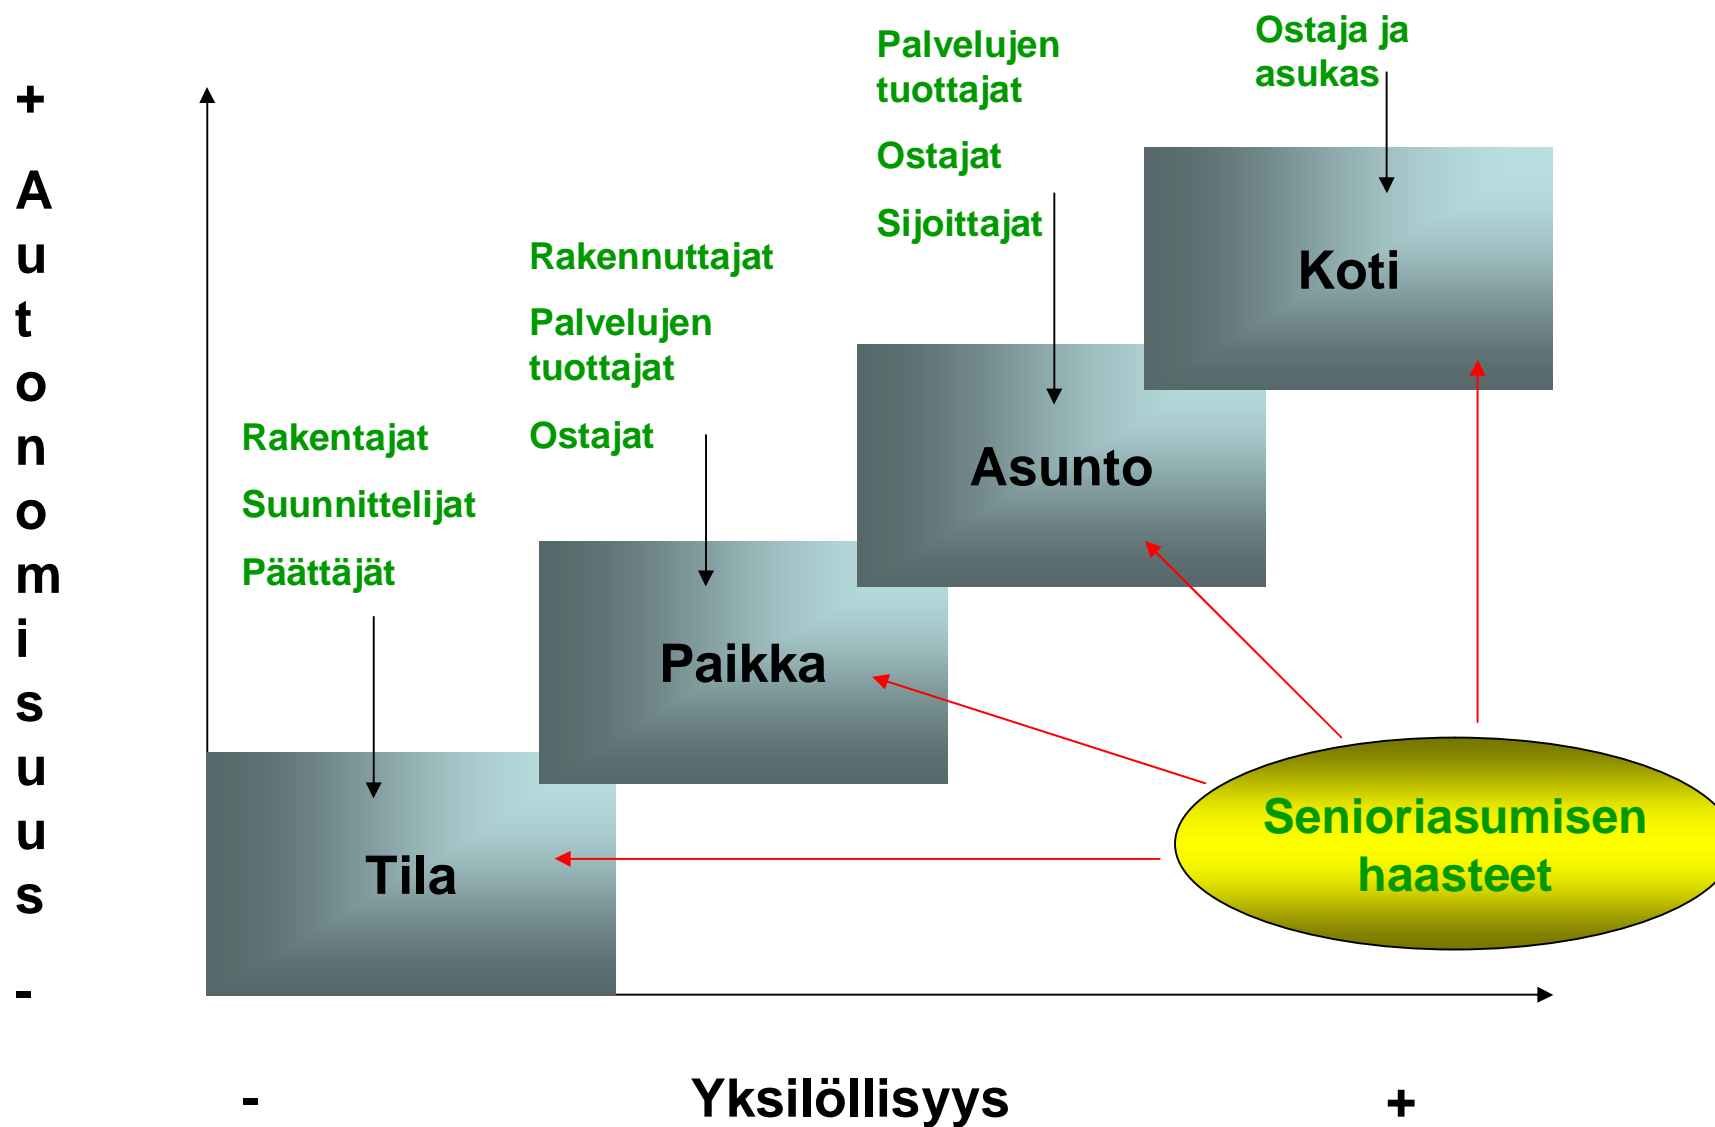 +
A
u
t
o
n
o
m
i
s
u
u
s
-
Rakentajat
Suunnittelijat
Päättäjät
Tila
Rakennuttajat
Palvelujen
tuottajat
Ostajat
Paikka
Palvelujen
tuottajat
Ostajat
Sijoittajat
Asunto
Ostaja ja
asukas
Koti
Senioriasumisen
haasteet
- Yksilöllisyys +